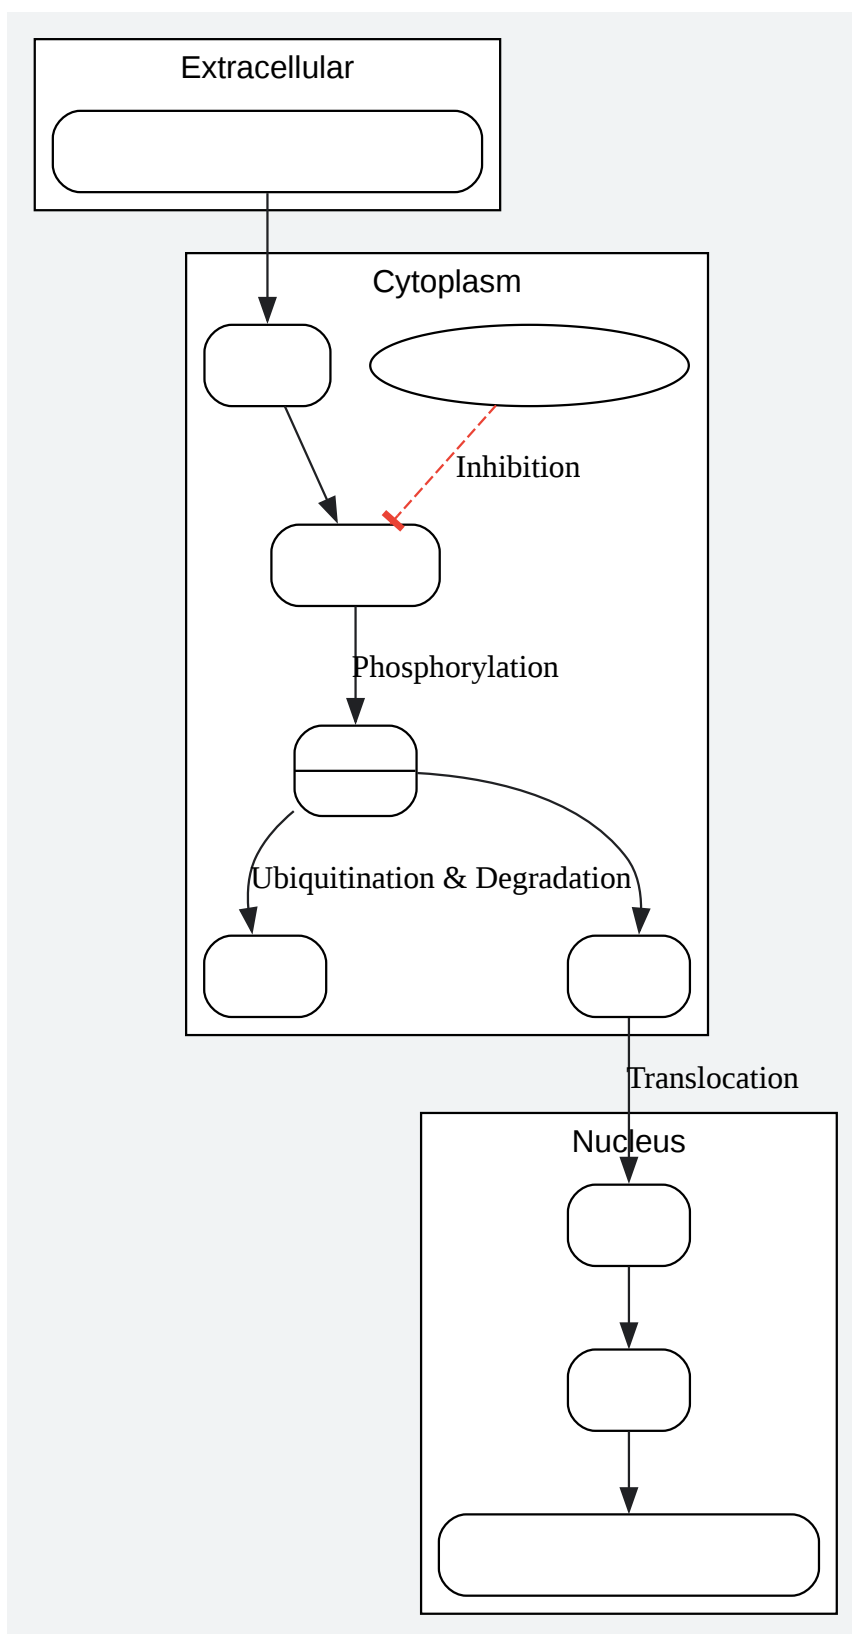 Extracellular
Cytoplasm
Inhibition
Phosphorylation
Ubiquitination & Degradation
Translocation
Nucleus